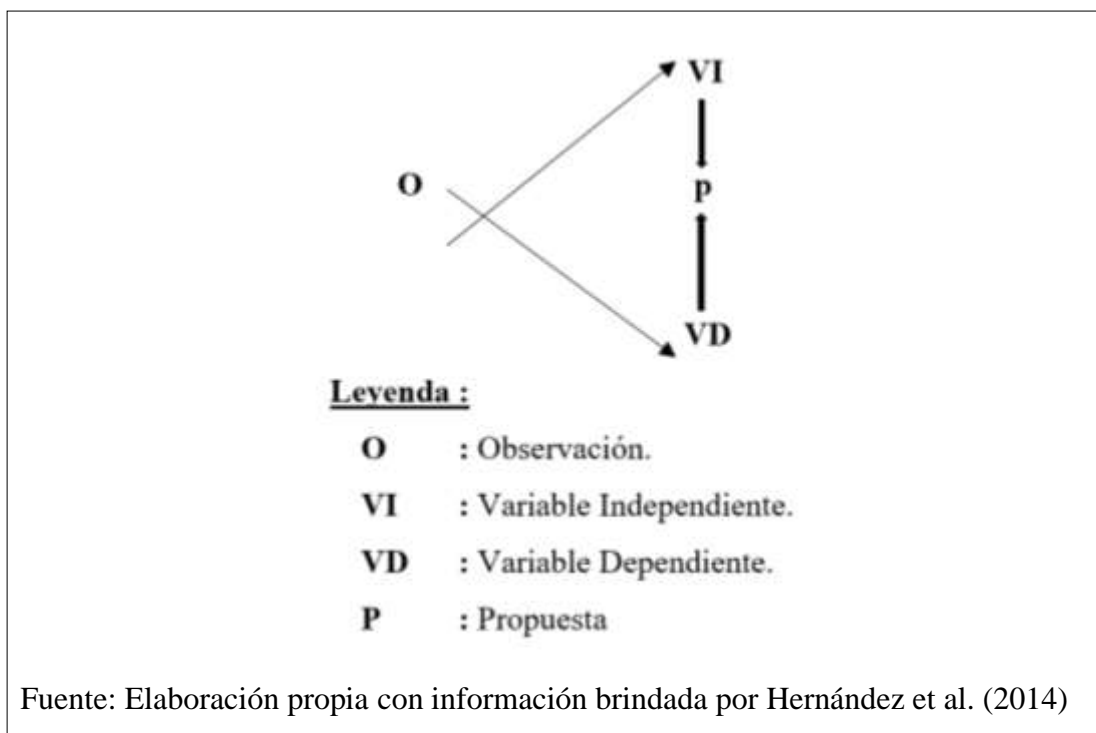 VI
O
p
VD
Leyenda :
O : Observación.
VI : Variable Independiente.
VD : Variable Dependiente.
P : Propuesta
Fuente: Elaboración propia con información brindada por Hernández et al. (2014)